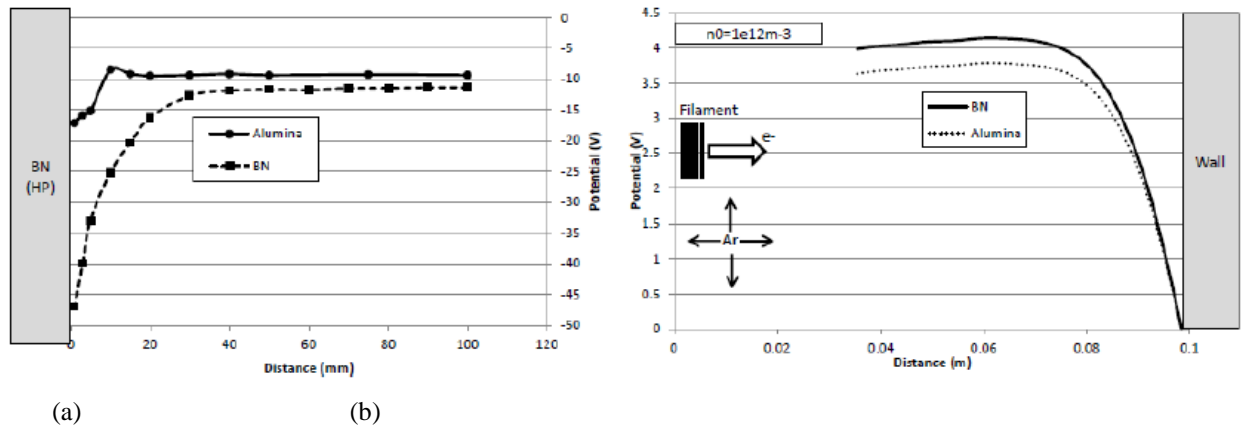 0
-5
-10
-15
-20
-25
-30
-35
-40
-45
-50
Potential (V)
BN
(HP)
Alumina
BN
0 20 40 60 80 100 120
Distance (mm)
4.5
4
3.5
3
2.5
2
1.5
1
0.5
0
Potential (V)
n0=1e12m-3
Filament
e-
Ar
BN
Alumina
Wall
0 0.02 0.04 0.06 0.08 0.1
Distance (m)
(a) (b)